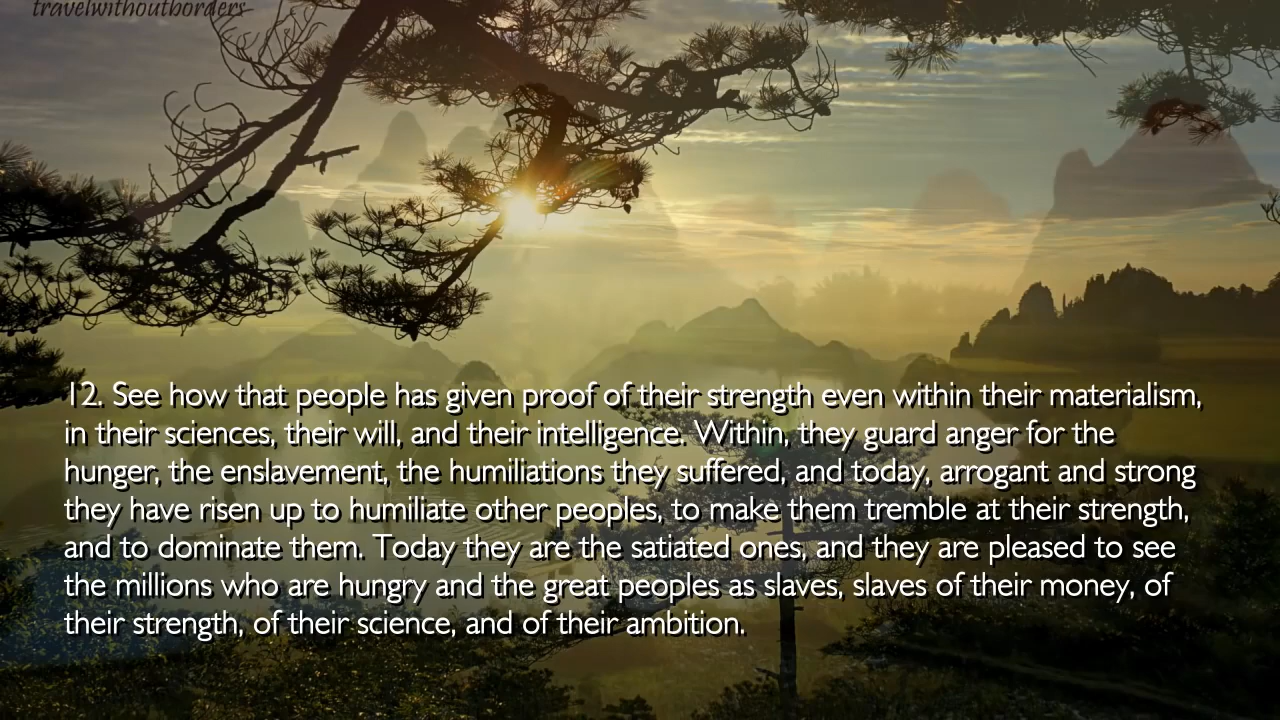 travelwithoutborders
12. See how that people has given proof of their strength even within their materialism,
in their sciences, their will, and their intelligence. Within, they guard anger for the
hunger, the enslavement, the humiliations they suffered, and today, arrogant and strong
they have risen up to humiliate other peoples, to make them tremble at their strength,
and to dominate them. Today they are the satiated ones, and they are pleased to see
the millions who are hungry and the great peoples as slaves, slaves of their money, of
their strength, of their science, and of their ambition.